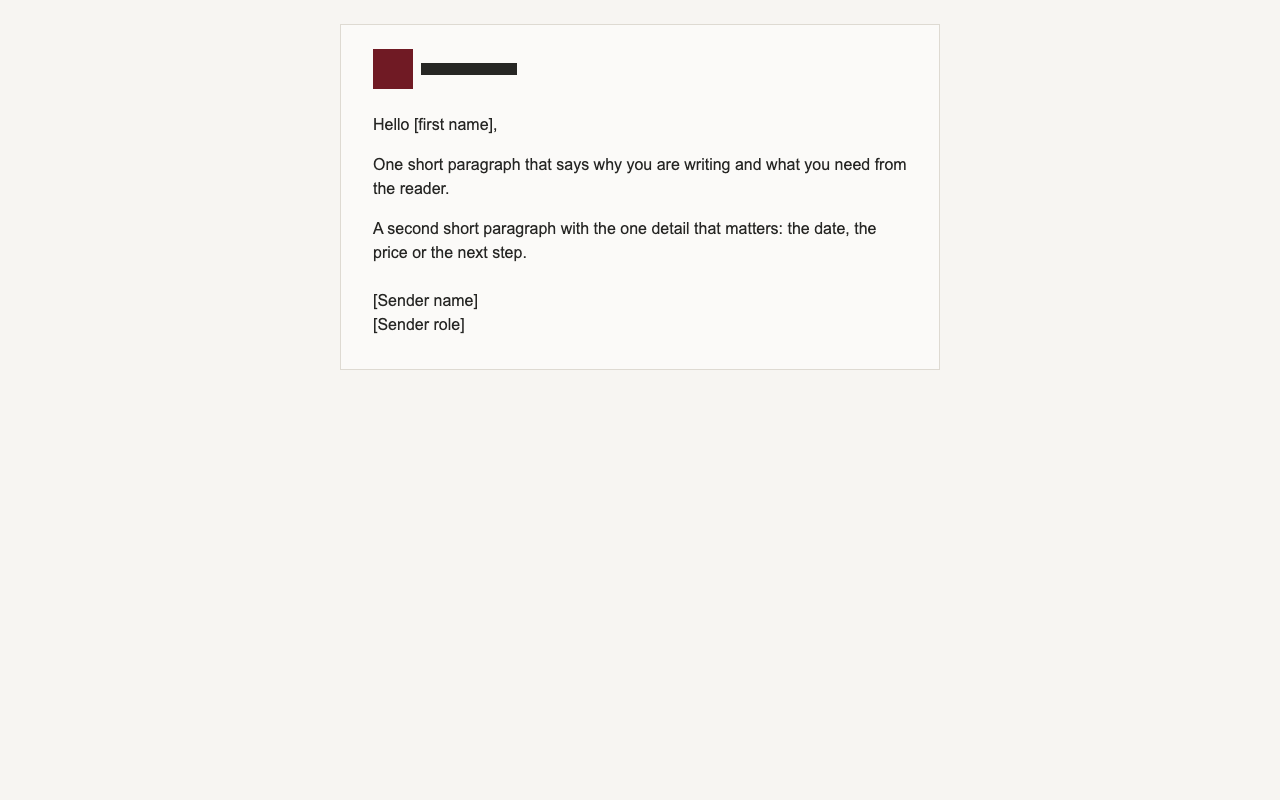 Hello [first name],
One short paragraph that says why you are writing and what you need from
the reader.
A second short paragraph with the one detail that matters: the date, the
price or the next step.
[Sender name]
[Sender role]